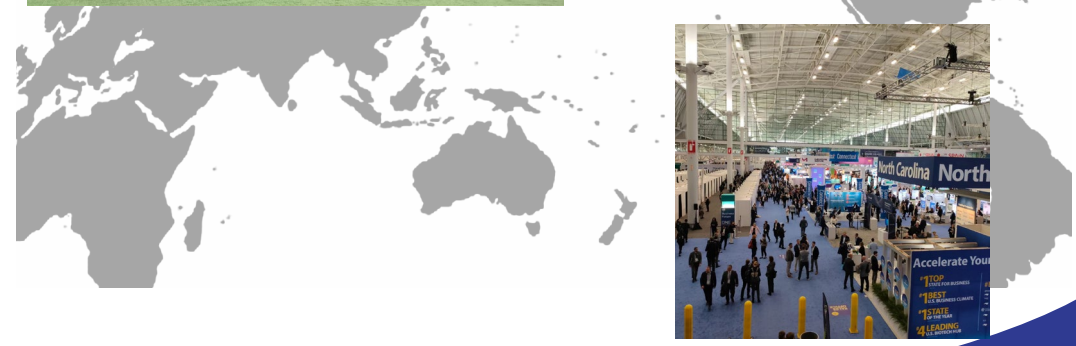 North Carolina North
Accelerate Your
#1 TOP
STATE FOR BUSINESS
#1 BEST
U.S. BUSINESS CLIMATE
#1 STATE
OF THE YEAR
#4 LEADING
U.S. BIOTECH HUB